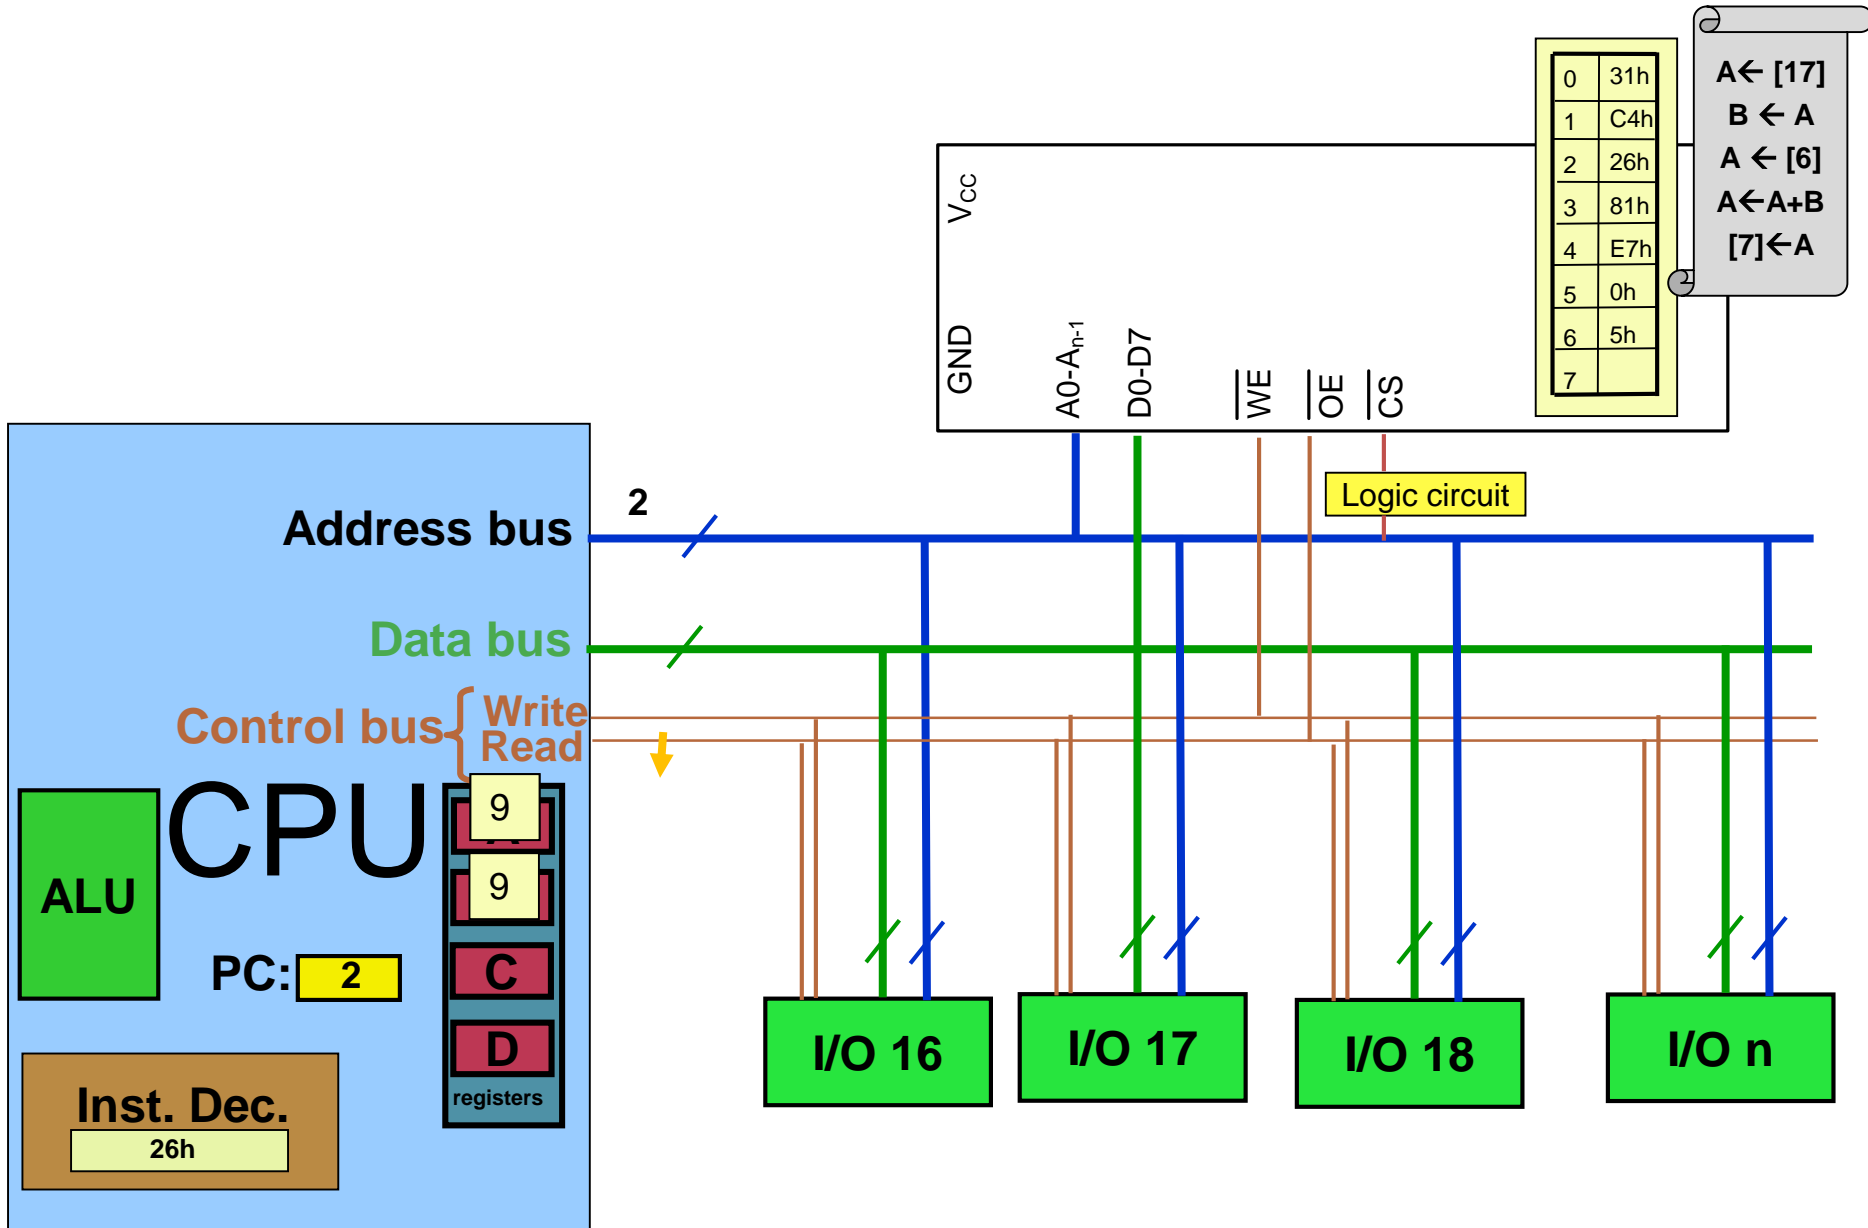 0 31h
1 C4h
2 26h
3 81h
4 E7h
5 0h
6 5h
7
A← [17]
B ← A
A ← [6]
A←A+B
[7]←A
VCC
GND
A0-An-1
D0-D7
WE
OE
CS
Logic circuit
2
Address bus
Data bus
Control bus
Write
Read
CPU
ALU
9
9
C
D
registers
PC: 2
Inst. Dec.
26h
I/O 16
I/O 17
I/O 18
I/O n